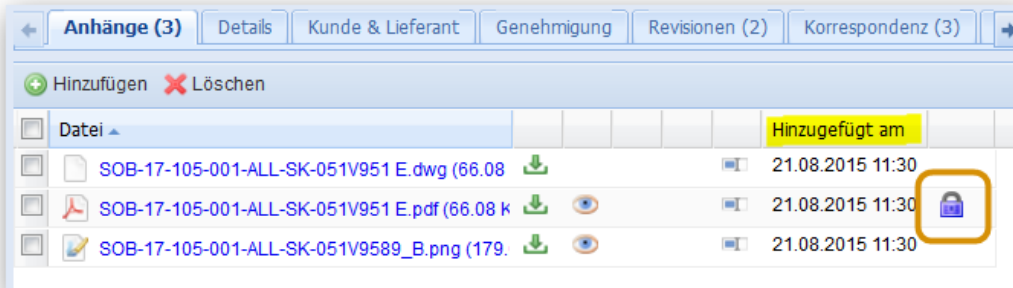 Anhänge (3) Details Kunde & Lieferant Genehmigung Revisionen (2) Korrespondenz (3)
Hinzufügen Löschen
Datei Hinzugefügt am
SOB-17-105-001-ALL-SK-051V951 E.dwg (66.08 21.08.2015 11:30
SOB-17-105-001-ALL-SK-051V951 E.pdf (66.08 K 21.08.2015 11:30
SOB-17-105-001-ALL-SK-051V9589_B.png (179. 21.08.2015 11:30